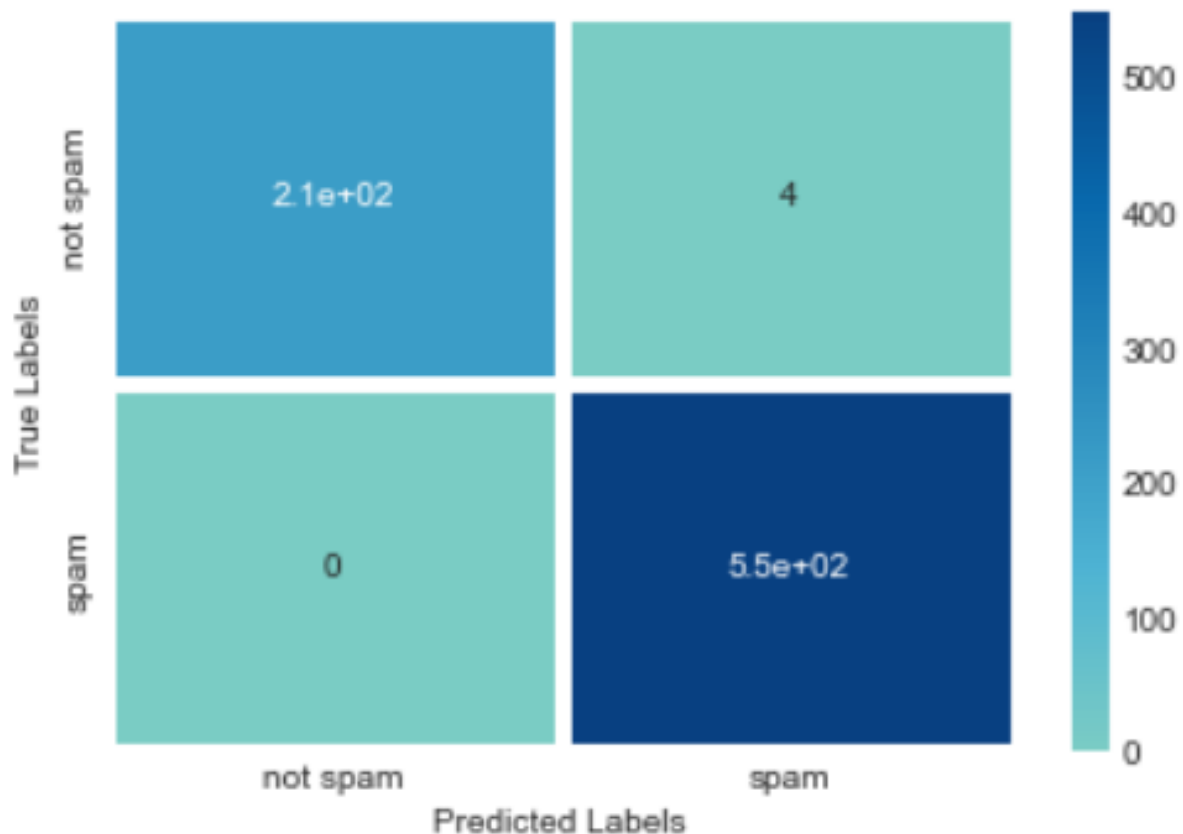 500
not spam
2.1e+02
4
400
True Labels
300
200
spam
0
5.5e+02
100
0
not spam
spam
Predicted Labels